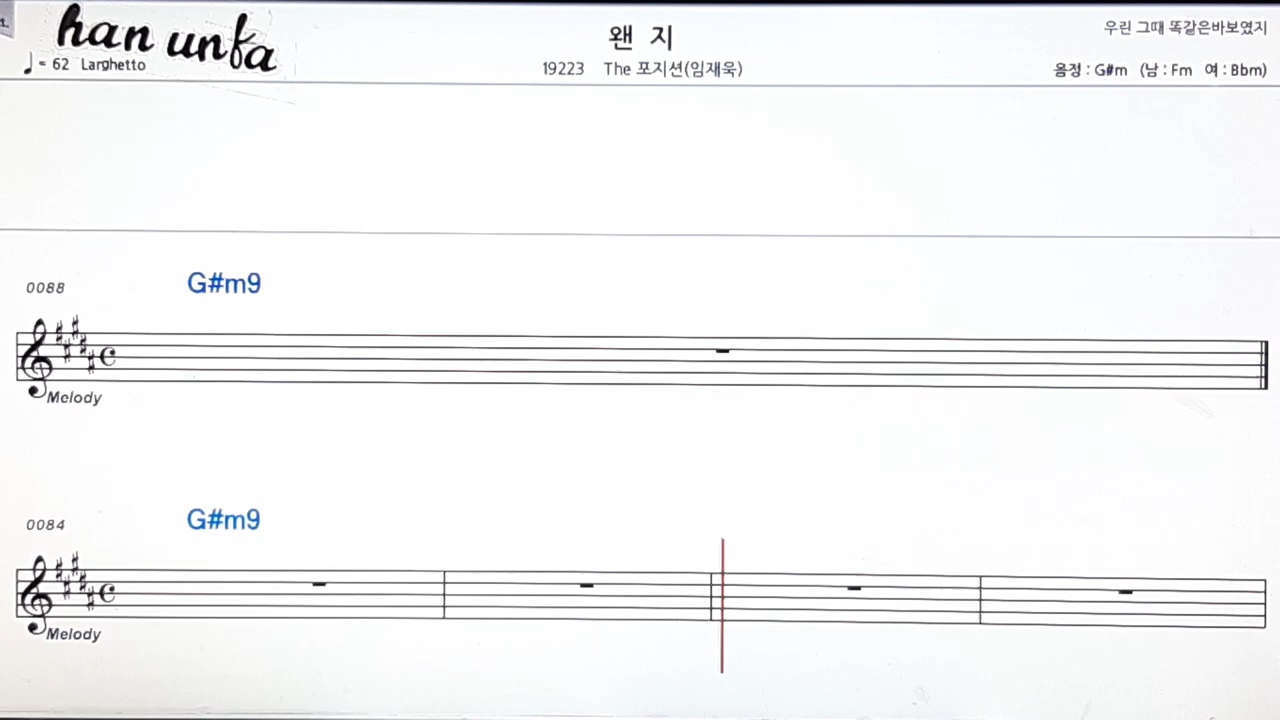 han unfa
♩ = 62 Larghetto
왠 지
19223 The 포지션(임재욱)
우린 그때 똑같은바보였지
음정 : G#m (남 : Fm 여 : Bbm)
0088
G#m9
Melody
0084
G#m9
Melody